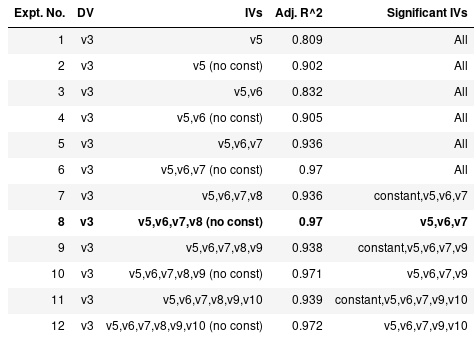 Expt. No. DV IVs Adj. R^2 Significant IVs
1 v3 v5 0.809 All
2 v3 v5 (no const) 0.902 All
3 v3 v5,v6 0.832 All
4 v3 v5,v6 (no const) 0.905 All
5 v3 v5,v6,v7 0.936 All
6 v3 v5,v6,v7 (no const) 0.97 All
7 v3 v5,v6,v7,v8 0.936 constant,v5,v6,v7
8 v3 v5,v6,v7,v8 (no const) 0.97 v5,v6,v7
9 v3 v5,v6,v7,v8,v9 0.938 constant,v5,v6,v7,v9
10 v3 v5,v6,v7,v8,v9 (no const) 0.971 v5,v6,v7,v9
11 v3 v5,v6,v7,v8,v9,v10 0.939 constant,v5,v6,v7,v9,v10
12 v3 v5,v6,v7,v8,v9,v10 (no const) 0.972 v5,v6,v7,v9,v10